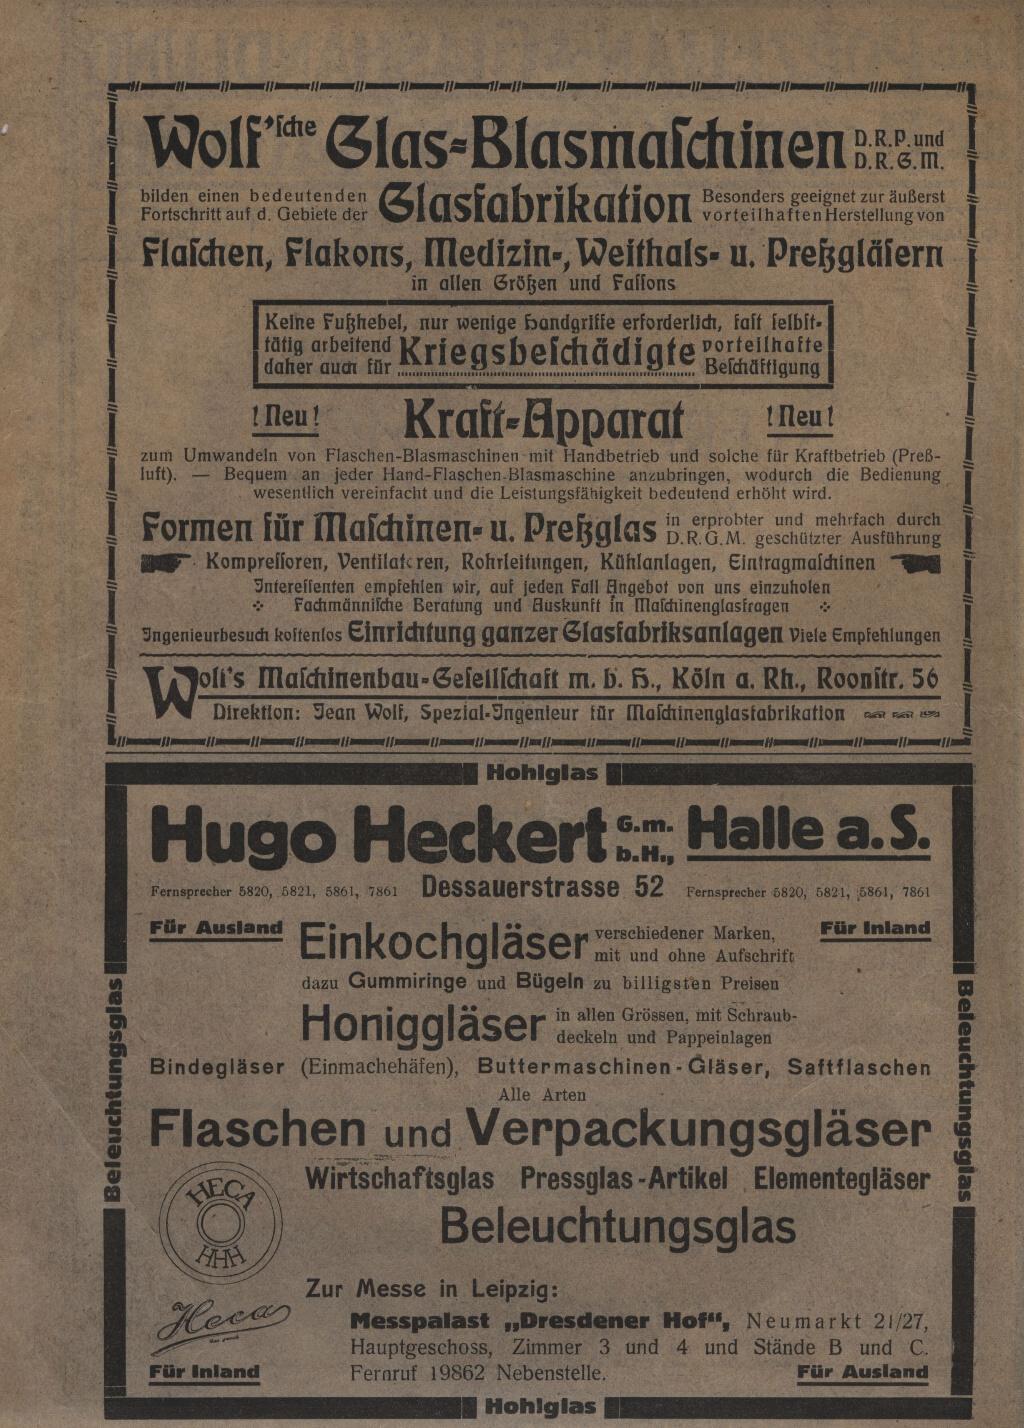 Wolf'sche Glas-Blasmaschinen D.R.P. und D.R.G.M.
bilden einen bedeutenden Fortschritt auf d. Gebiete der Glasfabrikation Besonders geeignet zur äußerst vorteilhaften Herstellung von
Flaschen, Flakons, Medizin-, Weithals- u. Preßgläsern
in allen Größen und Fassons
Keine Fußhebel, nur wenige Handgriffe erforderlich, fast selbst-
tätig arbeitend daher auch für Kriegsbeschädigte vorteilhafte Beschäftigung
! Neu ! Kraft-Apparat ! Neu !
zum Umwandeln von Flaschen-Blasmaschinen mit Handbetrieb und solche für Kraftbetrieb (Preß-
luft). — Bequem an jeder Hand-Flaschen-Blasmaschine anzubringen, wodurch die Bedienung
wesentlich vereinfacht und die Leistungsfähigkeit bedeutend erhöht wird.
Formen für Maschinen- u. Preßglas in erprobter und mehrfach durch D.R.G.M. geschützter Ausführung
Kompressoren, Ventilatoren, Rohrleitungen, Kühlanlagen, Eintragmaschinen
Interessenten empfehlen wir, auf jeden Fall Angebot von uns einzuholen
Fachmännische Beratung und Auskunft in Maschinenglasfragen
Ingenieurbesuch kostenlos Einrichtung ganzer Glasfabriksanlagen Viele Empfehlungen
Wolf's Maschinenbau-Gesellschaft m. b. H., Köln a. Rh., Roonstr. 56
Direktion: Jean Wolf, Spezial-Ingenieur für Maschinenglasfabrikation
Hohlglas
Hugo Heckert G.m.b.H., Halle a.S.
Fernsprecher 5820, 5821, 5861, 7861 Dessauerstrasse 52 Fernsprecher 5820, 5821, 5861, 7861
Für Ausland Einkochgläser verschiedener Marken, mit und ohne Aufschrift Für Inland
dazu Gummiringe und Bügeln zu billigsten Preisen
Honiggläser in allen Grössen, mit Schraub-
deckeln und Pappeinlagen
Bindegläser (Einmachehäfen), Buttermaschinen-Gläser, Saftflaschen
Alle Arten
Flaschen und Verpackungsgläser
Wirtschaftsglas Pressglas-Artikel Elementegläser
Beleuchtungsglas
HECA
HHH
Zur Messe in Leipzig:
Heca
Messpalast „Dresdener Hof“, Neumarkt 21/27,
Hauptgeschoss, Zimmer 3 und 4 und Stände B und C.
Für Inland Fernruf 19862 Nebenstelle. Für Ausland
Beleuchtungsglas
Beleuchtungsglas
Hohlglas